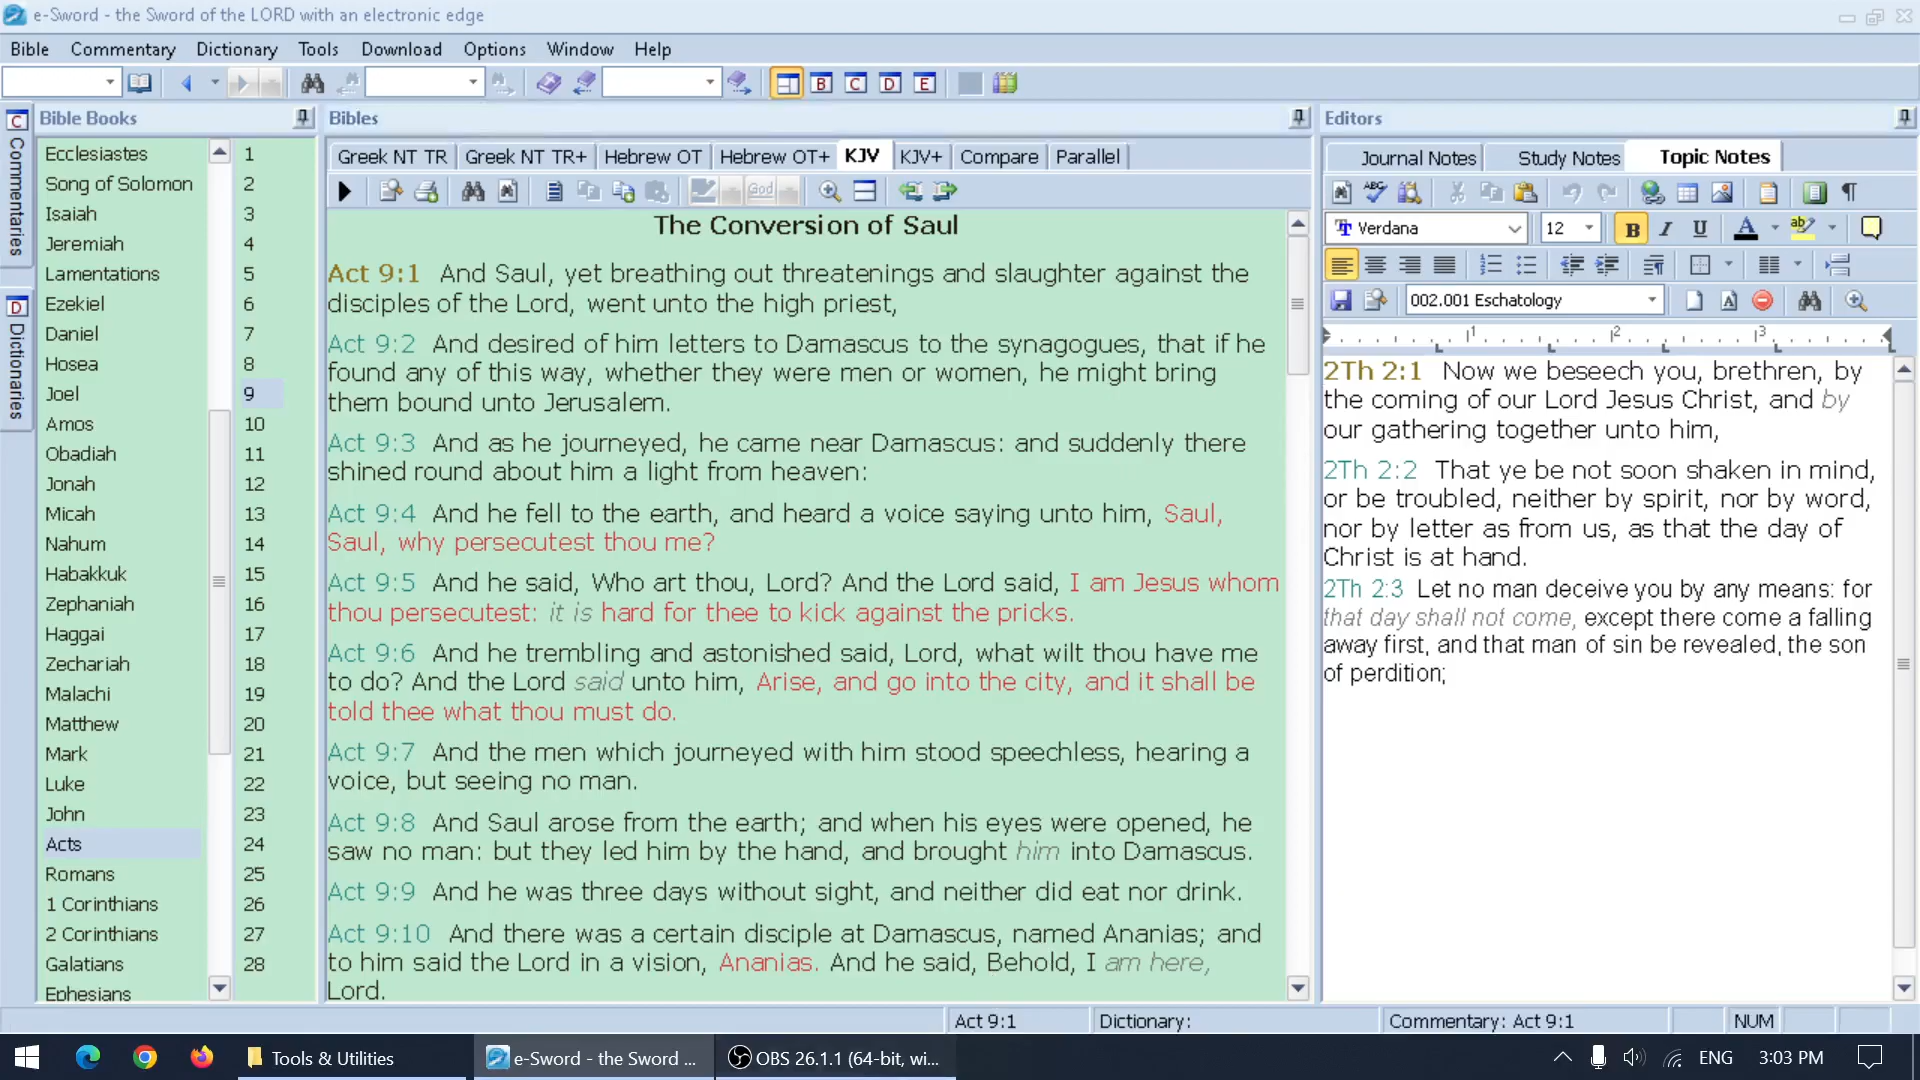 e-Sword - the Sword of the LORD with an electronic edge
Bible Commentary Dictionary Tools Download Options Window Help
B C D E
C Commentaries
D Dictionaries
Bible Books
Ecclesiastes 1
Song of Solomon 2
Isaiah 3
Jeremiah 4
Lamentations 5
Ezekiel 6
Daniel 7
Hosea 8
Joel 9
Amos 10
Obadiah 11
Jonah 12
Micah 13
Nahum 14
Habakkuk 15
Zephaniah 16
Haggai 17
Zechariah 18
Malachi 19
Matthew 20
Mark 21
Luke 22
John 23
Acts 24
Romans 25
1 Corinthians 26
2 Corinthians 27
Galatians 28
Ephesians
Bibles
Greek NT TR Greek NT TR+ Hebrew OT Hebrew OT+ KJV KJV+ Compare Parallel
God
The Conversion of Saul
Act 9:1 And Saul, yet breathing out threatenings and slaughter against the
disciples of the Lord, went unto the high priest,
Act 9:2 And desired of him letters to Damascus to the synagogues, that if he
found any of this way, whether they were men or women, he might bring
them bound unto Jerusalem.
Act 9:3 And as he journeyed, he came near Damascus: and suddenly there
shined round about him a light from heaven:
Act 9:4 And he fell to the earth, and heard a voice saying unto him, Saul,
Saul, why persecutest thou me?
Act 9:5 And he said, Who art thou, Lord? And the Lord said, I am Jesus whom
thou persecutest: it is hard for thee to kick against the pricks.
Act 9:6 And he trembling and astonished said, Lord, what wilt thou have me
to do? And the Lord said unto him, Arise, and go into the city, and it shall be
told thee what thou must do.
Act 9:7 And the men which journeyed with him stood speechless, hearing a
voice, but seeing no man.
Act 9:8 And Saul arose from the earth; and when his eyes were opened, he
saw no man: but they led him by the hand, and brought him into Damascus.
Act 9:9 And he was three days without sight, and neither did eat nor drink.
Act 9:10 And there was a certain disciple at Damascus, named Ananias; and
to him said the Lord in a vision, Ananias. And he said, Behold, I am here,
Lord.
Editors
Journal Notes Study Notes Topic Notes
ABC
Verdana 12 B I U A ab
002.001 Eschatology
1 2 3
2Th 2:1 Now we beseech you, brethren, by
the coming of our Lord Jesus Christ, and by
our gathering together unto him,
2Th 2:2 That ye be not soon shaken in mind,
or be troubled, neither by spirit, nor by word,
nor by letter as from us, as that the day of
Christ is at hand.
2Th 2:3 Let no man deceive you by any means: for
that day shall not come, except there come a falling
away first, and that man of sin be revealed, the son
of perdition;
Act 9:1 Dictionary: Commentary: Act 9:1 NUM
Tools & Utilities e-Sword - the Sword ... OBS 26.1.1 (64-bit, wi... ENG 3:03 PM